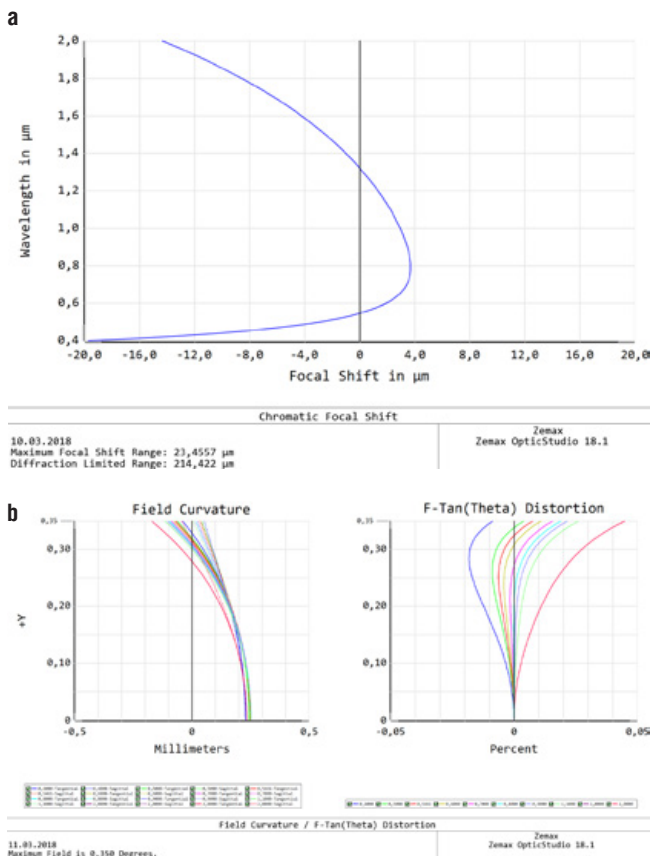 a
2,0
1,8
1,6
1,4
1,2
1,0
0,8
0,6
0,4
Wavelength in µm
-20,0 -16,0 -12,0 -8,0 -4,0 0 4,0 8,0 12,0 16,0 20,0
Focal Shift in µm
Chromatic Focal Shift
10.03.2018
Maximum Focal Shift Range: 23,4557 µm
Diffraction Limited Range: 214,422 µm
Zemax
Zemax OpticStudio 18.1
b
Field Curvature
0,35
0,30
0,20
0,10
0
+Y
-0,5 0 0,5
Millimeters
F-Tan(Theta) Distortion
0,35
0,30
0,20
0,10
0
-0,05 0 0,05
Percent
Field Curvature / F-Tan(Theta) Distortion
11.03.2018
Maximum Field is 0.350 Degrees.
Zemax
Zemax OpticStudio 18.1